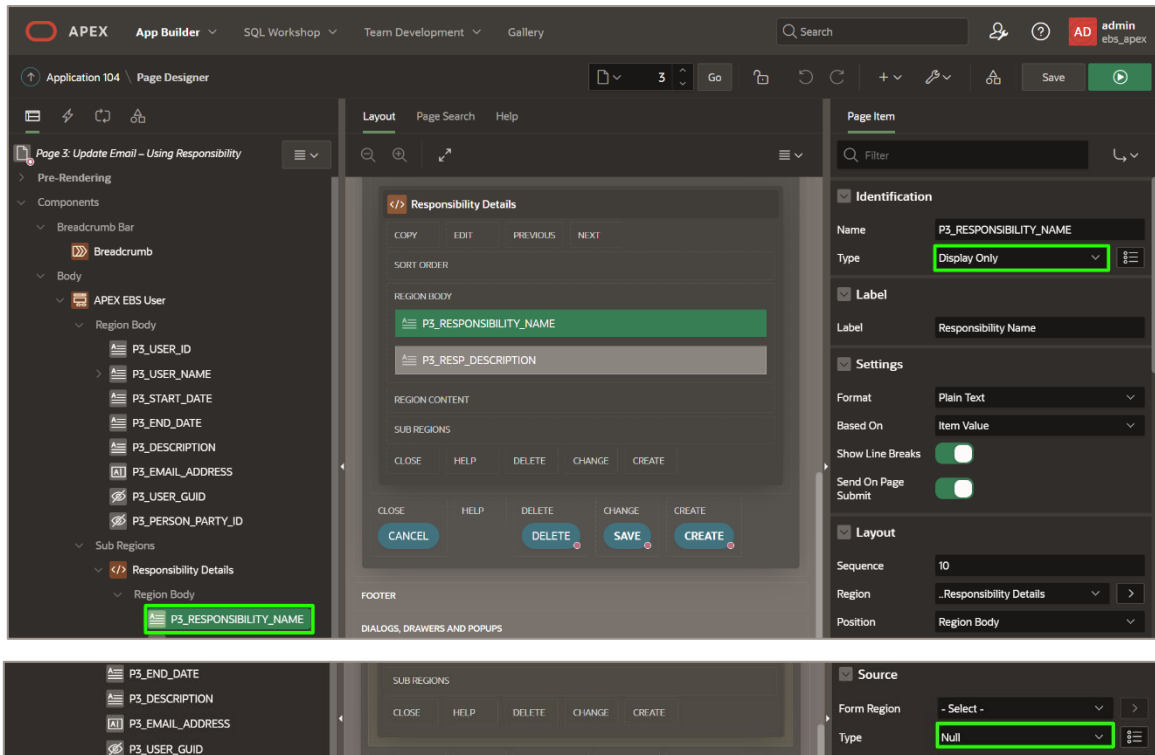 APEX App Builder SQL Workshop Team Development Gallery Search AD admin ebs_apex
Application 104 \ Page Designer 3 Go Save
Layout Page Search Help
Page Item
Page 3: Update Email – Using Responsibility
Filter
Pre-Rendering
Components
Breadcrumb Bar
Breadcrumb
Body
APEX EBS User
Region Body
P3_USER_ID
P3_USER_NAME
P3_START_DATE
P3_END_DATE
P3_DESCRIPTION
P3_EMAIL_ADDRESS
P3_USER_GUID
P3_PERSON_PARTY_ID
Sub Regions
Responsibility Details
Region Body
P3_RESPONSIBILITY_NAME
Responsibility Details
COPY EDIT PREVIOUS NEXT
SORT ORDER
REGION BODY
P3_RESPONSIBILITY_NAME
P3_RESP_DESCRIPTION
REGION CONTENT
SUB REGIONS
CLOSE HELP DELETE CHANGE CREATE
CLOSE HELP DELETE CHANGE CREATE
CANCEL DELETE SAVE CREATE
FOOTER
DIALOGS, DRAWERS AND POPUPS
Identification
Name P3_RESPONSIBILITY_NAME
Type Display Only
Label
Label Responsibility Name
Settings
Format Plain Text
Based On Item Value
Show Line Breaks
Send On Page
Submit
Layout
Sequence 10
Region ..Responsibility Details
Position Region Body
P3_END_DATE
P3_DESCRIPTION
P3_EMAIL_ADDRESS
P3_USER_GUID
SUB REGIONS
CLOSE HELP DELETE CHANGE CREATE
Source
Form Region - Select -
Type Null